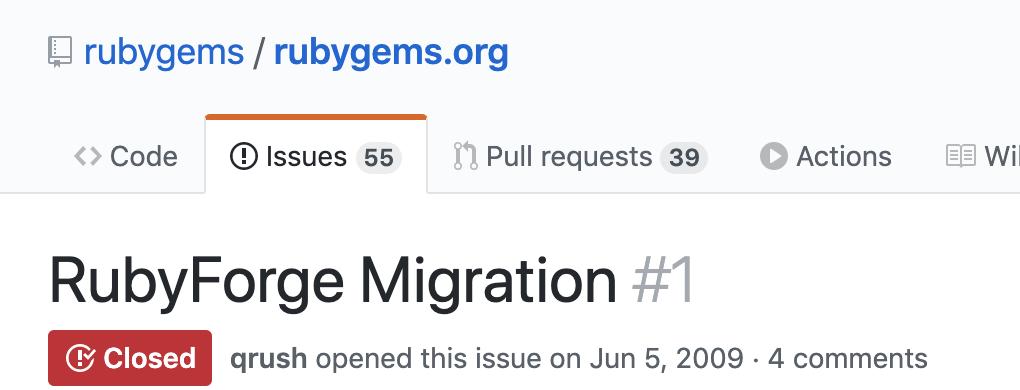 rubygems / rubygems.org
Code Issues 55 Pull requests 39 Actions
RubyForge Migration #1
Closed qrush opened this issue on Jun 5, 2009 · 4 comments